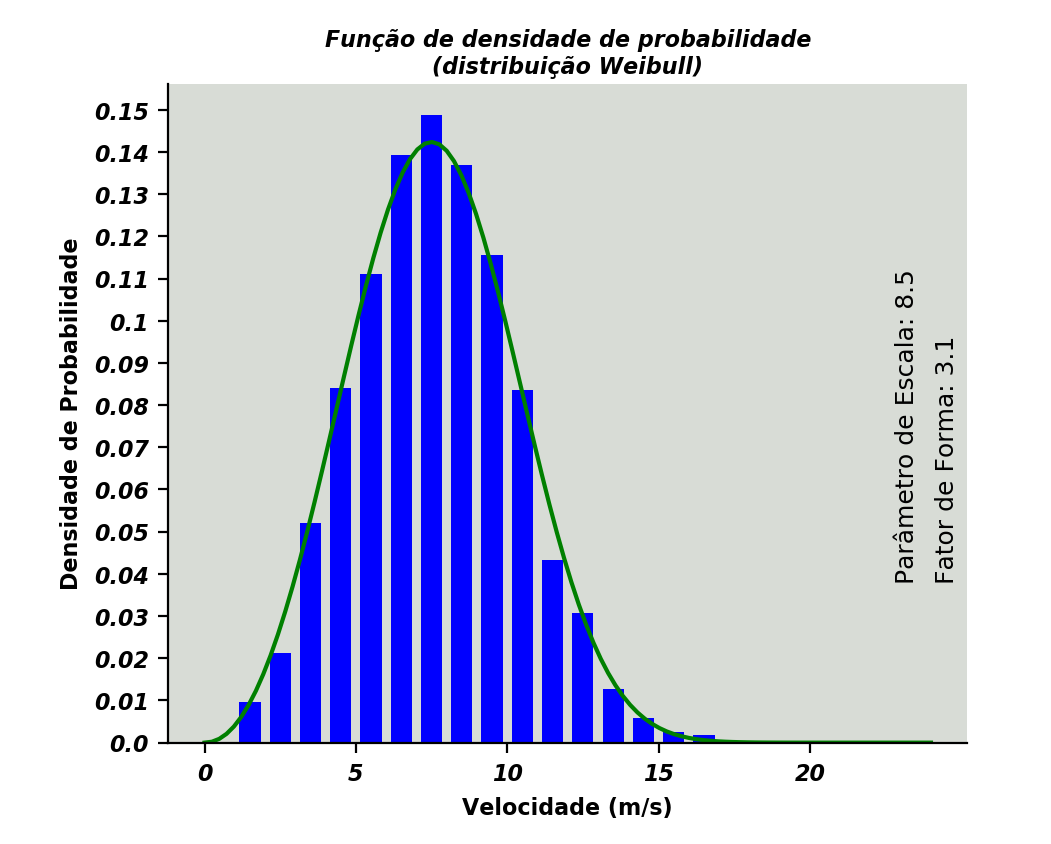 Função de densidade de probabilidade
(distribuição Weibull)
Densidade de Probabilidade
0.15
0.14
0.13
0.12
0.11
0.1
0.09
0.08
0.07
0.06
0.05
0.04
0.03
0.02
0.01
0.0
0 5 10 15 20
Velocidade (m/s)
Parâmetro de Escala: 8.5
Fator de Forma: 3.1